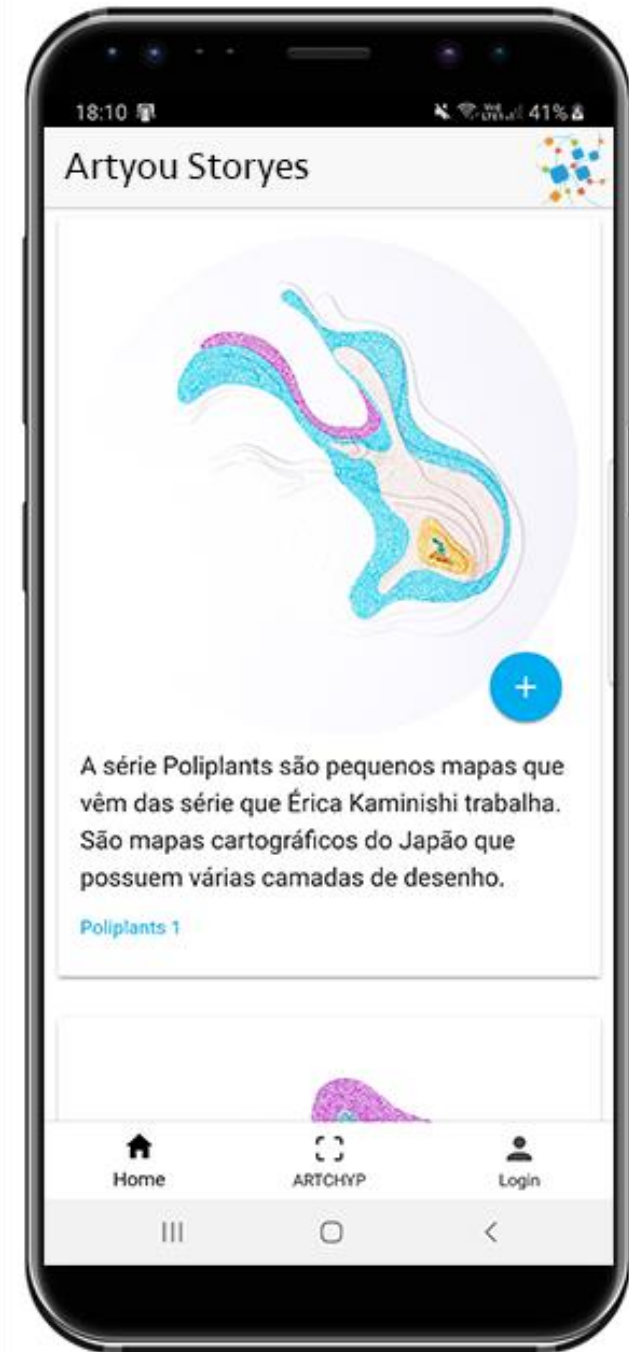 18:10
41%
Artyou Storyes
+
A série Poliplants são pequenos mapas que
vêm das série que Érica Kaminishi trabalha.
São mapas cartográficos do Japão que
possuem várias camadas de desenho.
Poliplants 1
Home
ARTCHYP
Login